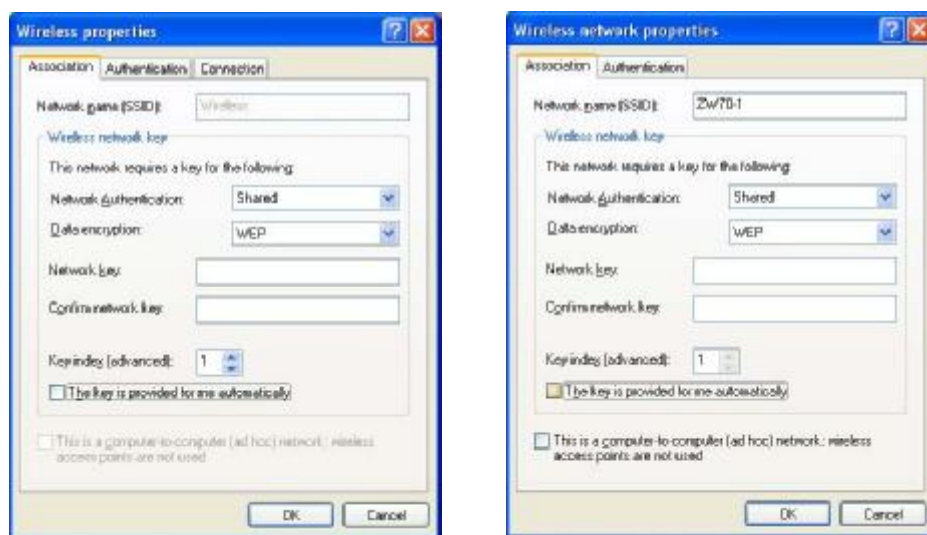 Wireless properties
Association Authentication Connection
Network name (SSID): Wireless
Wireless network key
This network requires a key for the following:
Network Authentication: Shared
Data encryption: WEP
Network key:
Confirm network key:
Key index (advanced): 1
The key is provided for me automatically
This is a computer-to-computer (ad hoc) network; wireless
access points are not used
OK Cancel
Wireless network properties
Association Authentication
Network name (SSID): ZW70-1
Wireless network key
This network requires a key for the following:
Network Authentication: Shared
Data encryption: WEP
Network key:
Confirm network key:
Key index (advanced): 1
The key is provided for me automatically
This is a computer-to-computer (ad hoc) network; wireless
access points are not used
OK Cancel